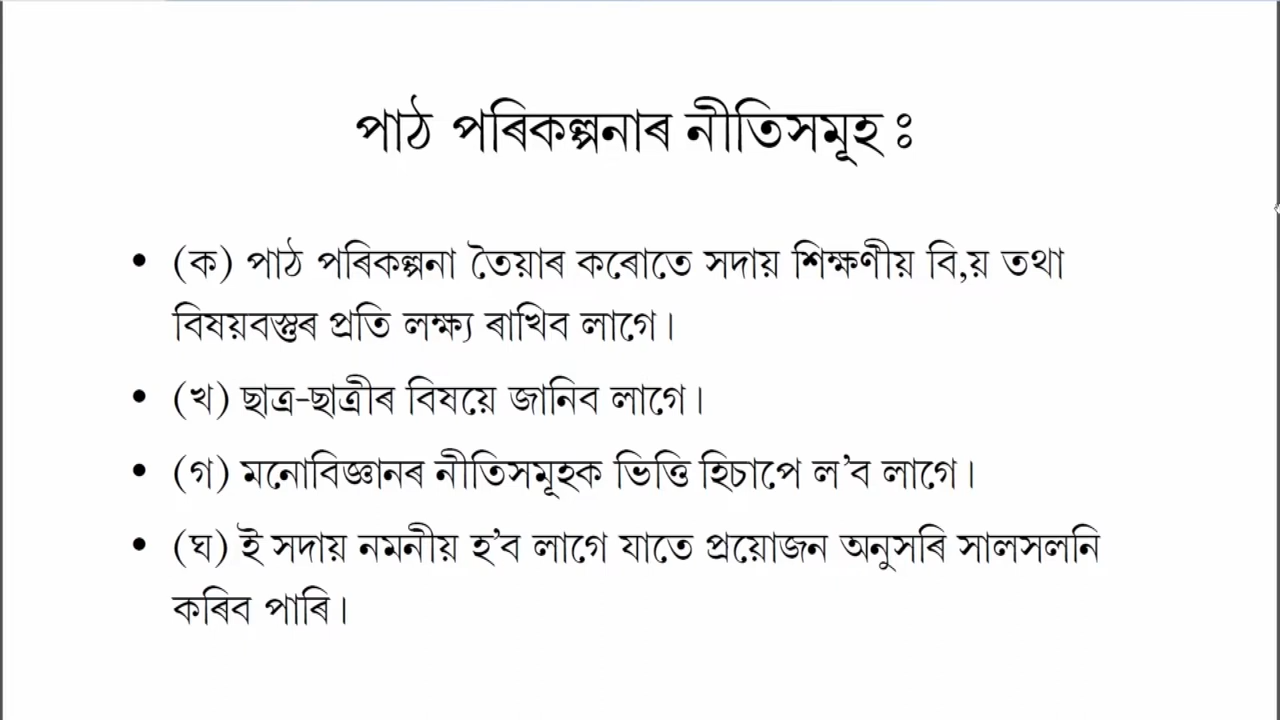 পাঠ পৰিকল্পনাৰ নীতিসমূহ ঃ
• (ক) পাঠ পৰিকল্পনা তৈয়াৰ কৰোতে সদায় শিক্ষণীয় বি,য় তথা
বিষয়বস্তুৰ প্ৰতি লক্ষ্য ৰাখিব লাগে।
• (খ) ছাত্ৰ-ছাত্ৰীৰ বিষয়ে জানিব লাগে।
• (গ) মনোবিজ্ঞানৰ নীতিসমূহক ভিত্তি হিচাপে ল’ব লাগে।
• (ঘ) ই সদায় নমনীয় হ’ব লাগে যাতে প্ৰয়োজন অনুসৰি সালসলনি
কৰিব পাৰি।